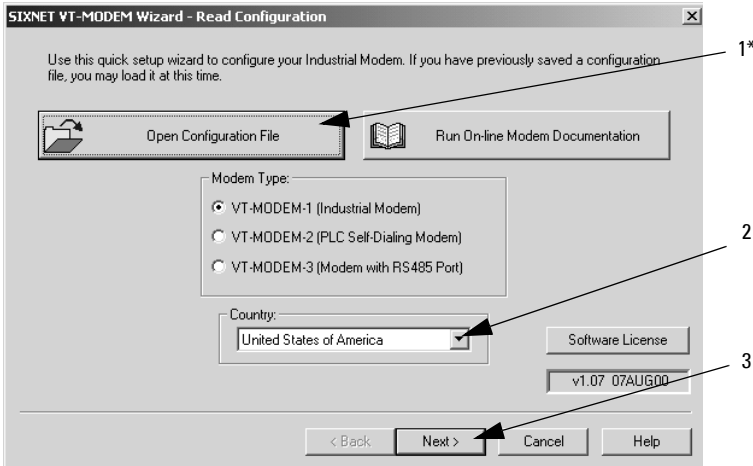 SIXNET VT-MODEM Wizard - Read Configuration
Use this quick setup wizard to configure your Industrial Modem. If you have previously saved a configuration
file, you may load it at this time.
1*
Open Configuration File
Run On-line Modem Documentation
Modem Type:
VT-MODEM-1 (Industrial Modem)
VT-MODEM-2 (PLC Self-Dialing Modem)
VT-MODEM-3 (Modem with RS485 Port)
2
Country:
United States of America
Software License
3
v1.07 07AUG00
< Back
Next >
Cancel
Help